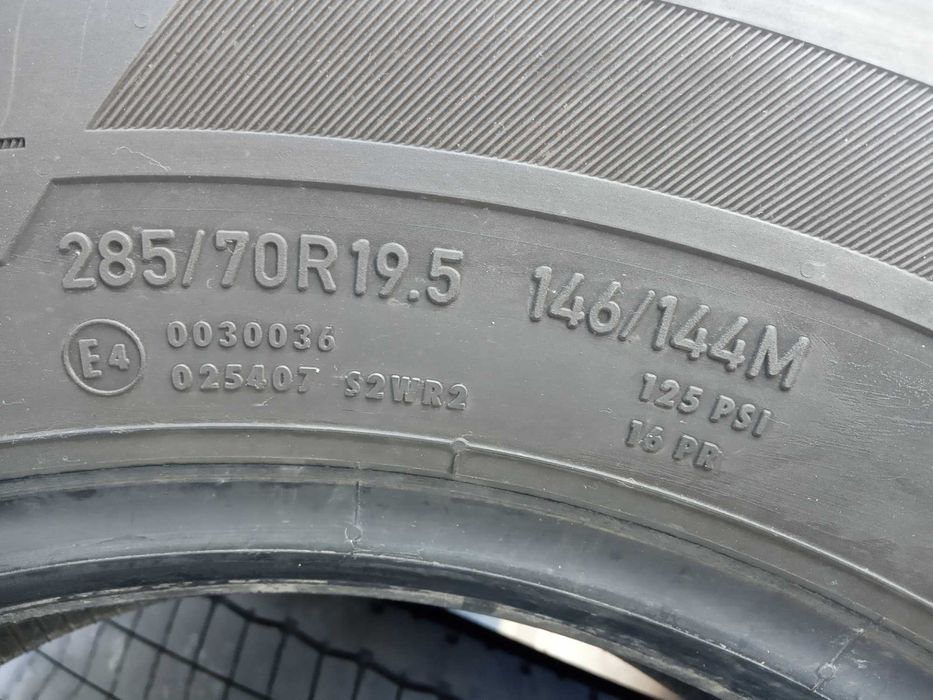 285/70R19.5 146/144M
E4 0030036
025407 S2WR2
125 PSI
16 PR